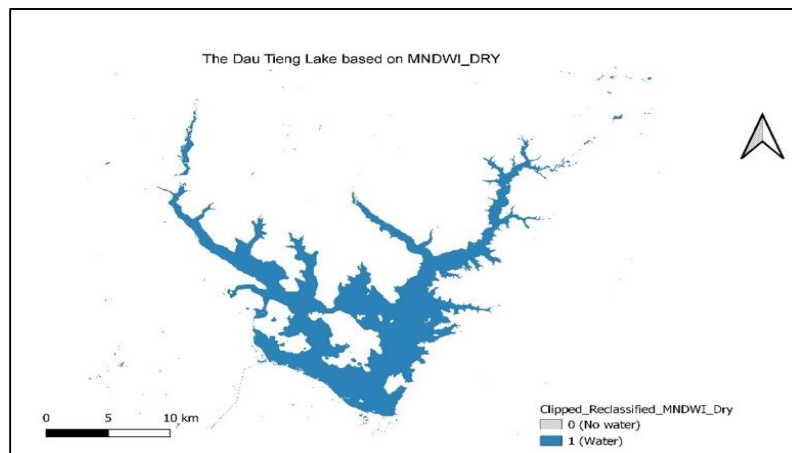 The Dau Tieng Lake based on MNDWI_DRY
0 5 10 km
Clipped_Reclassified_MNDWI_Dry
0 (No water)
1 (Water)